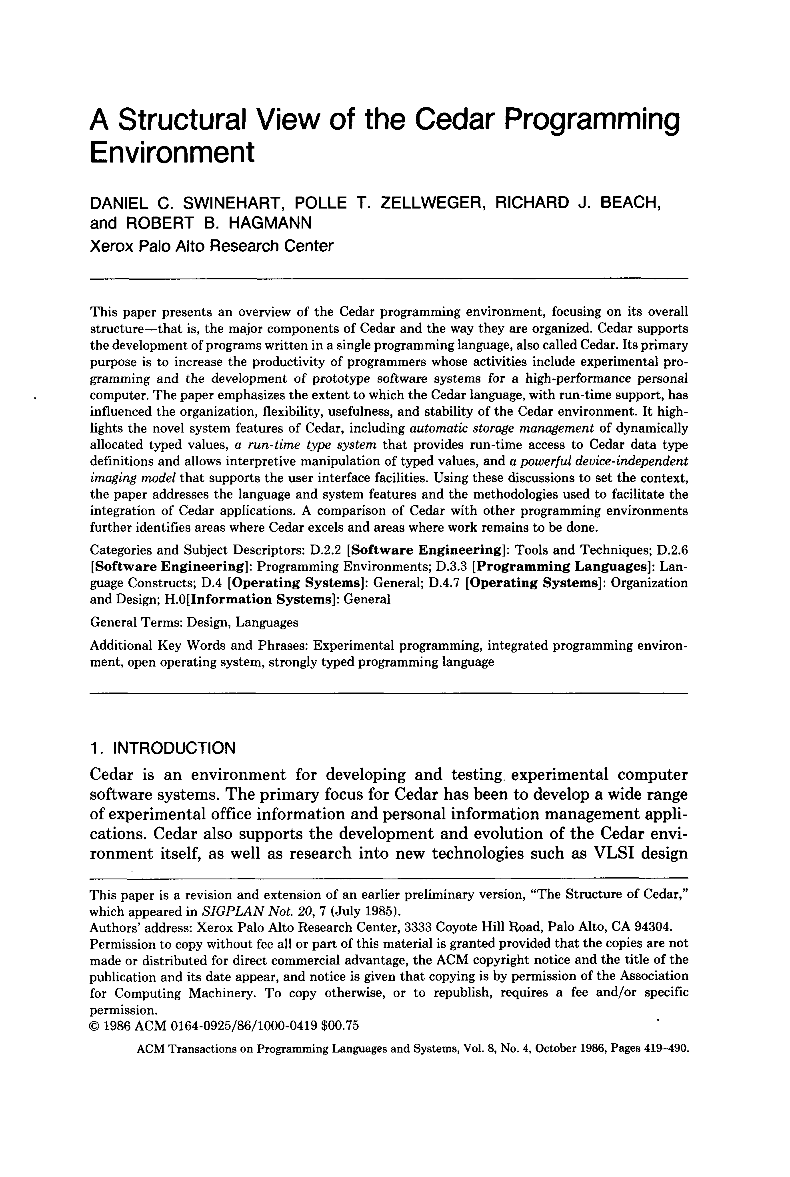 A Structural View of the Cedar Programming
Environment
DANIEL C. SWINEHART, POLLE T. ZELLWEGER, RICHARD J. BEACH,
and ROBERT B. HAGMANN
Xerox Palo Alto Research Center
This paper presents an overview of the Cedar programming environment, focusing on its overall
structure—that is, the major components of Cedar and the way they are organized. Cedar supports
the development of programs written in a single programming language, also called Cedar. Its primary
purpose is to increase the productivity of programmers whose activities include experimental pro-
gramming and the development of prototype software systems for a high-performance personal
computer. The paper emphasizes the extent to which the Cedar language, with run-time support, has
influenced the organization, flexibility, usefulness, and stability of the Cedar environment. It high-
lights the novel system features of Cedar, including automatic storage management of dynamically
allocated typed values, a run-time type system that provides run-time access to Cedar data type
definitions and allows interpretive manipulation of typed values, and a powerful device-independent
imaging model that supports the user interface facilities. Using these discussions to set the context,
the paper addresses the language and system features and the methodologies used to facilitate the
integration of Cedar applications. A comparison of Cedar with other programming environments
further identifies areas where Cedar excels and areas where work remains to be done.
Categories and Subject Descriptors: D.2.2 [Software Engineering]: Tools and Techniques; D.2.6
[Software Engineering]: Programming Environments; D.3.3 [Programming Languages]: Lan-
guage Constructs; D.4 [Operating Systems]: General; D.4.7 [Operating Systems]: Organization
and Design; H.0[Information Systems]: General
General Terms: Design, Languages
Additional Key Words and Phrases: Experimental programming, integrated programming environ-
ment, open operating system, strongly typed programming language
1. INTRODUCTION
Cedar is an environment for developing and testing experimental computer
software systems. The primary focus for Cedar has been to develop a wide range
of experimental office information and personal information management appli-
cations. Cedar also supports the development and evolution of the Cedar envi-
ronment itself, as well as research into new technologies such as VLSI design
This paper is a revision and extension of an earlier preliminary version, “The Structure of Cedar,”
which appeared in SIGPLAN Not. 20, 7 (July 1985).
Authors’ address: Xerox Palo Alto Research Center, 3333 Coyote Hill Road, Palo Alto, CA 94304.
Permission to copy without fee all or part of this material is granted provided that the copies are not
made or distributed for direct commercial advantage, the ACM copyright notice and the title of the
publication and its date appear, and notice is given that copying is by permission of the Association
for Computing Machinery. To copy otherwise, or to republish, requires a fee and/or specific
permission.
© 1986 ACM 0164-0925/86/1000-0419 $00.75
ACM Transactions on Programming Languages and Systems, Vol. 8, No. 4, October 1986, Pages 419–490.